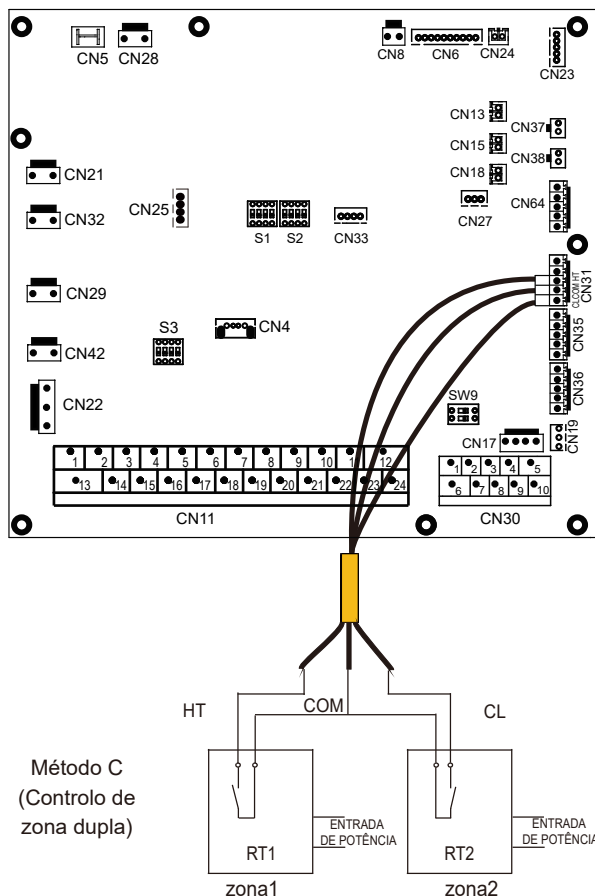 CN5
CN28
CN8
CN6
CN24
CN23
CN13
CN37
CN15
CN38
CN18
CN21
CN32
CN25
S1
S2
CN33
CN27
CN64
CN31
CL COM HT
CN29
S3
CN4
CN35
CN42
CN36
CN22
SW9
CN17
CN19
1 2 3 4 5 6 7 8 9 10 1 12
13 14 15 16 17 18 19 20 21 22 23 24
CN11
1 2 3 4 5
6 7 8 9 10
CN30
HT
COM
CL
Método C
(Controlo de
zona dupla)
RT1
ENTRADA
DE POTÊNCIA
RT2
ENTRADA
DE POTÊNCIA
zona1
zona2